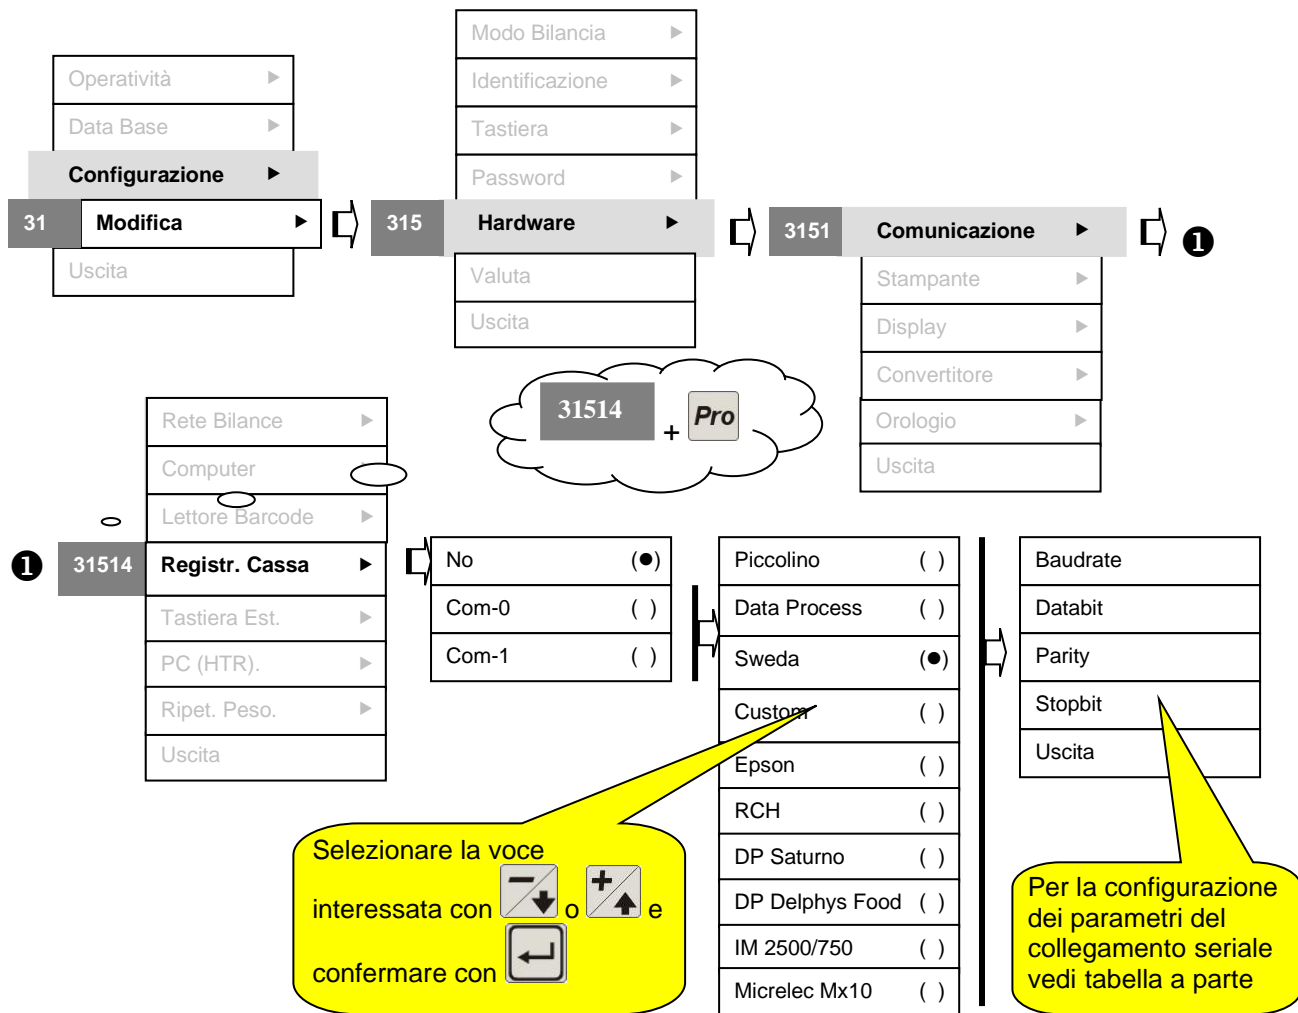 Operatività
Data Base
Configurazione
31 Modifica
Uscita
Modo Bilancia
Identificazione
Tastiera
Password
315 Hardware
Valuta
Uscita
3151 Comunicazione
Stampante
Display
Convertitore
Orologio
Uscita
❶
31514 + Pro
Rete Bilance
Computer
Lettore Barcode
❶ 31514 Registr. Cassa
Tastiera Est.
PC (HTR).
Ripet. Peso.
Uscita
No (●)
Com-0 ( )
Com-1 ( )
Piccolino ( )
Data Process ( )
Sweda (●)
Custom ( )
Epson ( )
RCH ( )
DP Saturno ( )
DP Delphys Food ( )
IM 2500/750 ( )
Micrelec Mx10 ( )
Baudrate
Databit
Parity
Stopbit
Uscita
Selezionare la voce
interessata con o e
confermare con
Per la configurazione
dei parametri del
collegamento seriale
vedi tabella a parte